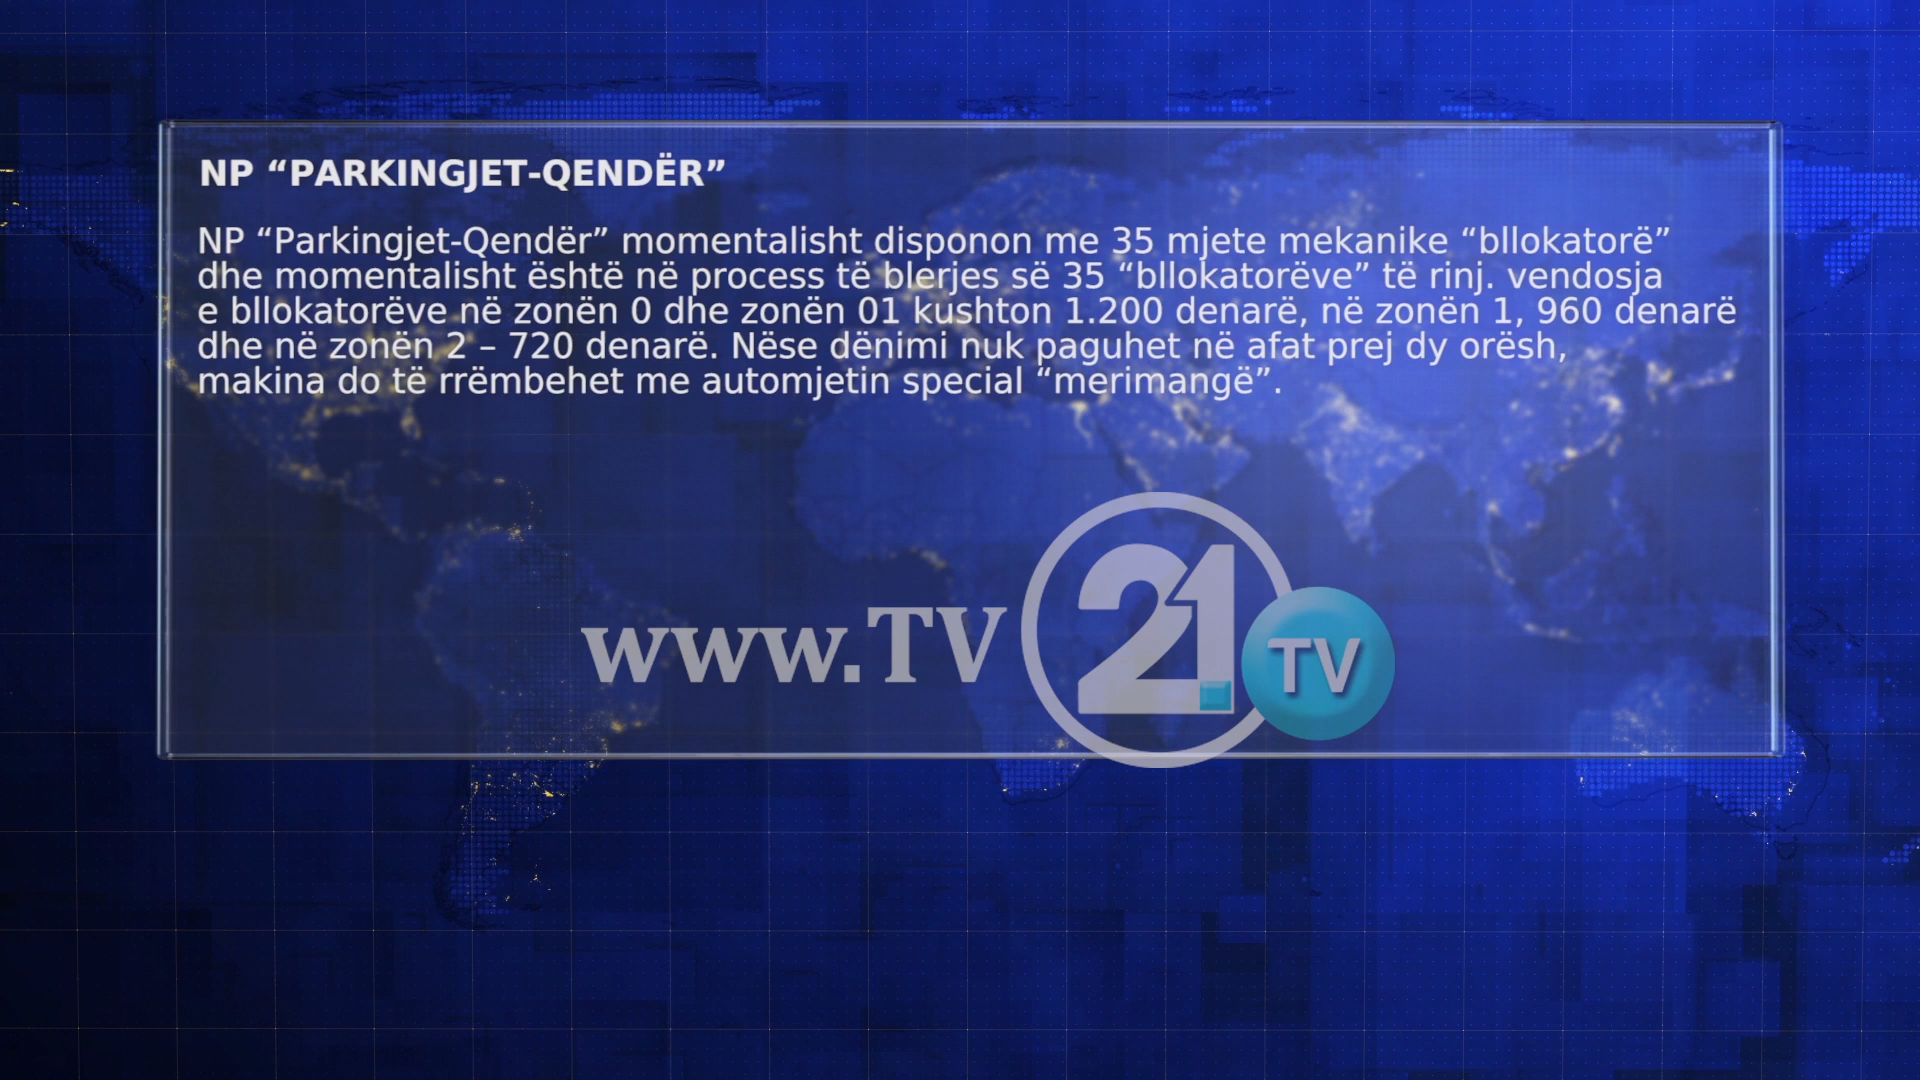 NP “PARKINGJET-QENDËR”
NP “Parkingjet-Qendër” momentalisht disponon me 35 mjete mekanike “bllokatorë”
dhe momentalisht është në process të blerjes së 35 “bllokatorëve” të rinj. vendosja
e bllokatorëve në zonën 0 dhe zonën 01 kushton 1.200 denarë, në zonën 1, 960 denarë
dhe në zonën 2 – 720 denarë. Nëse dënimi nuk paguhet në afat prej dy orësh,
makina do të rrëmbehet me automjetin special “merimangë”.
www.TV 21 TV